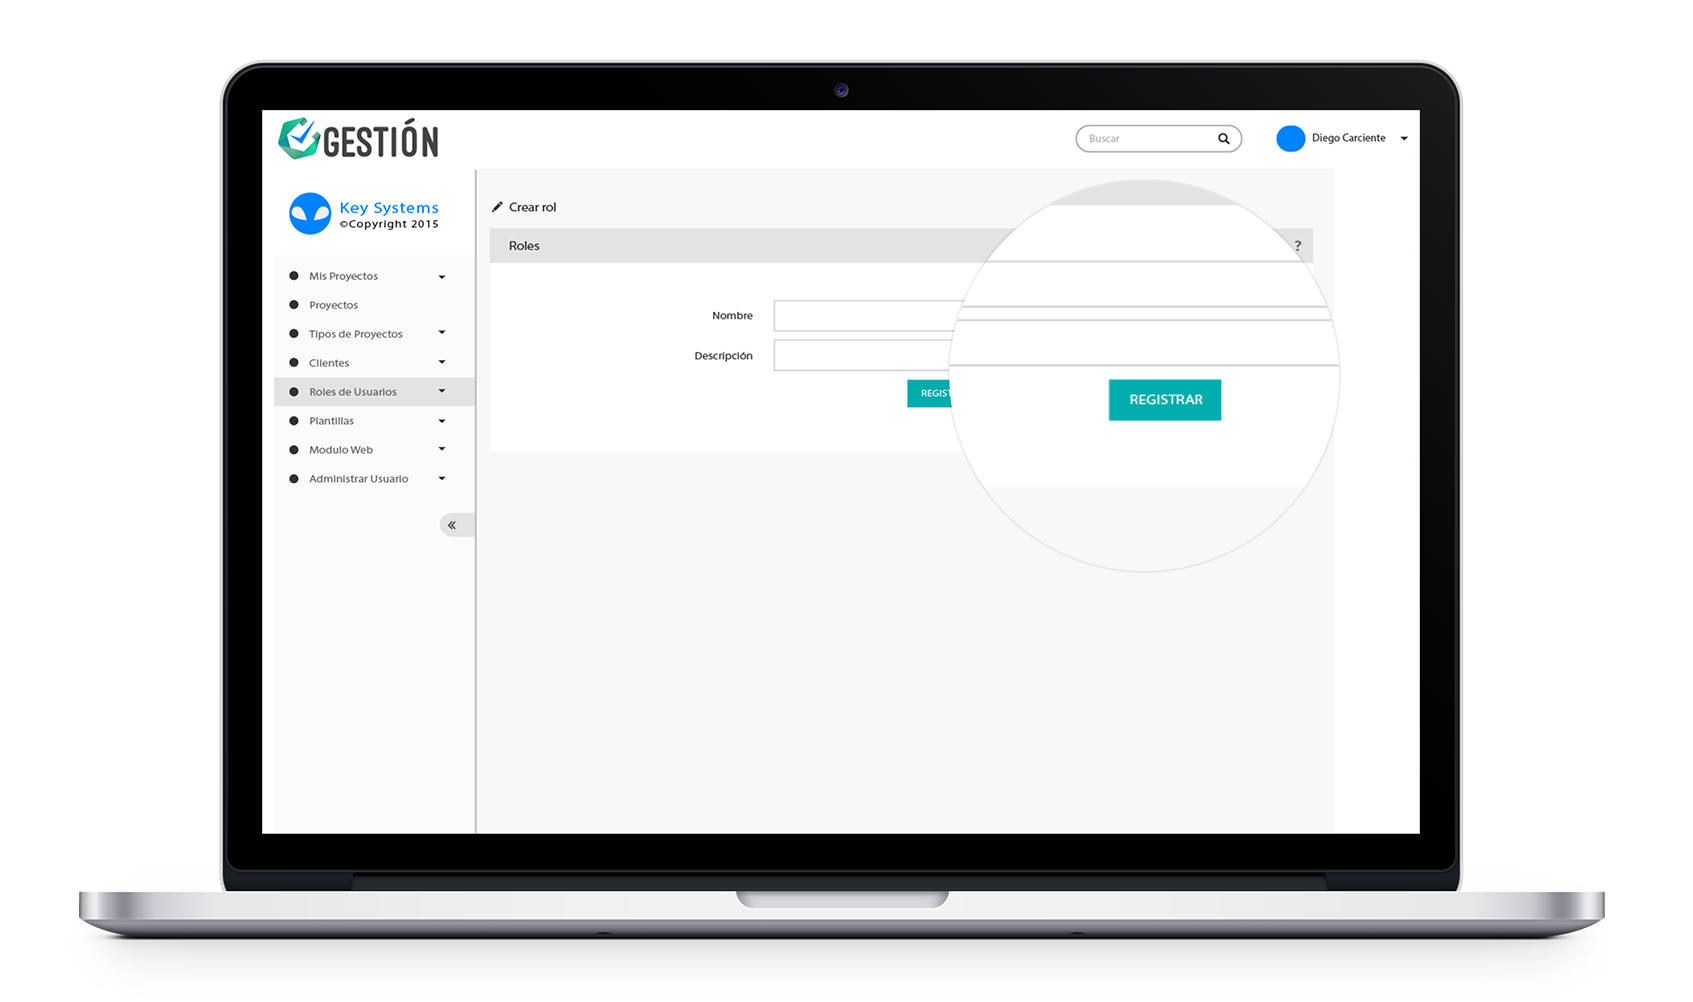 GESTIÓN
Buscar
Diego Carciente
Key Systems
©Copyright 2015
Mis Proyectos
Proyectos
Tipos de Proyectos
Clientes
Roles de Usuarios
Plantillas
Modulo Web
Administrar Usuario
«
Crear rol
Roles
?
Nombre
Descripción
REGIST
REGISTRAR